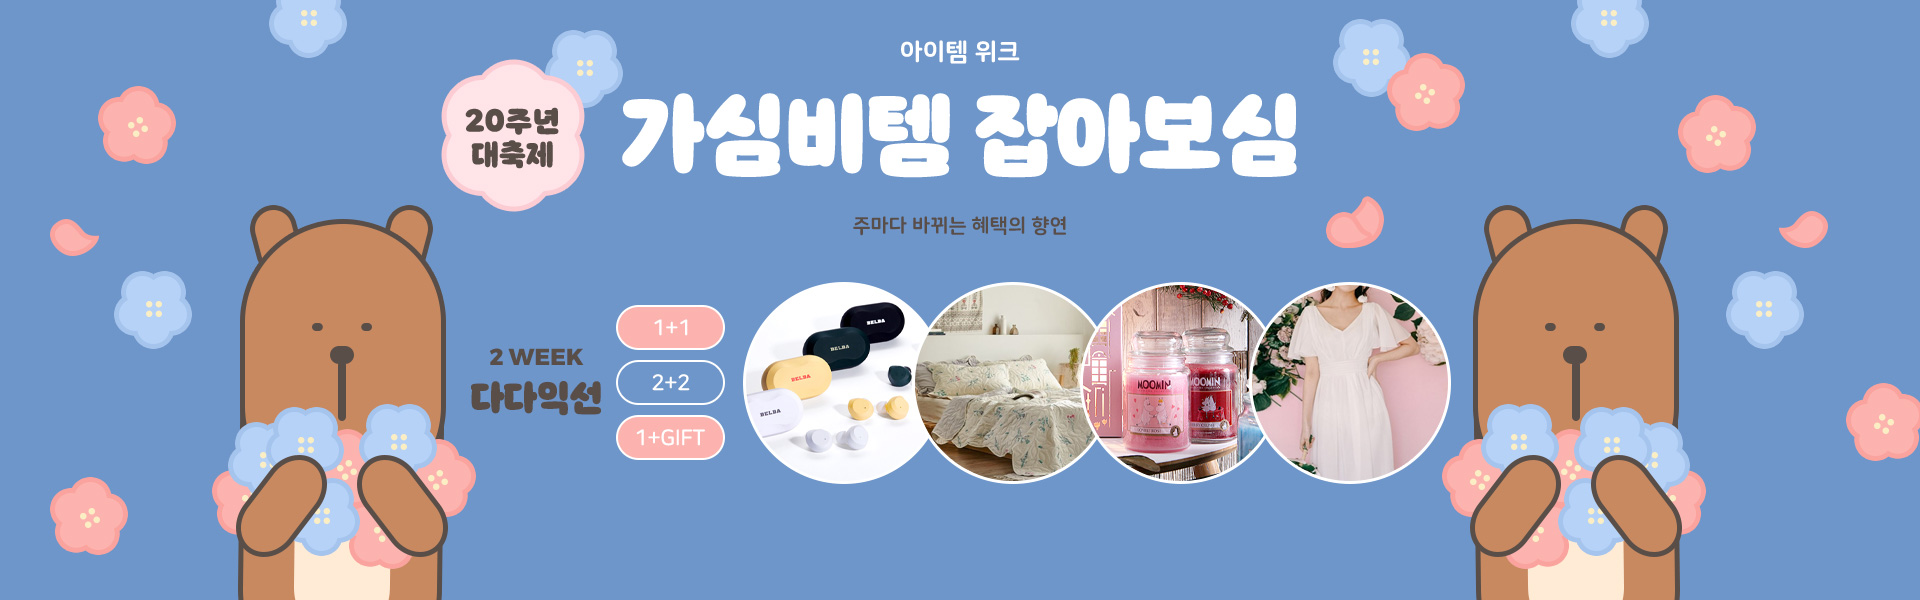 아이템 위크
20주년
대축제
가심비템 잡아보심
주마다 바뀌는 혜택의 향연
2 WEEK
다다익선
1+1
2+2
1+GIFT
BELBA
BELBA
BELBA
BELBA
MOOMIN
MOOMIN